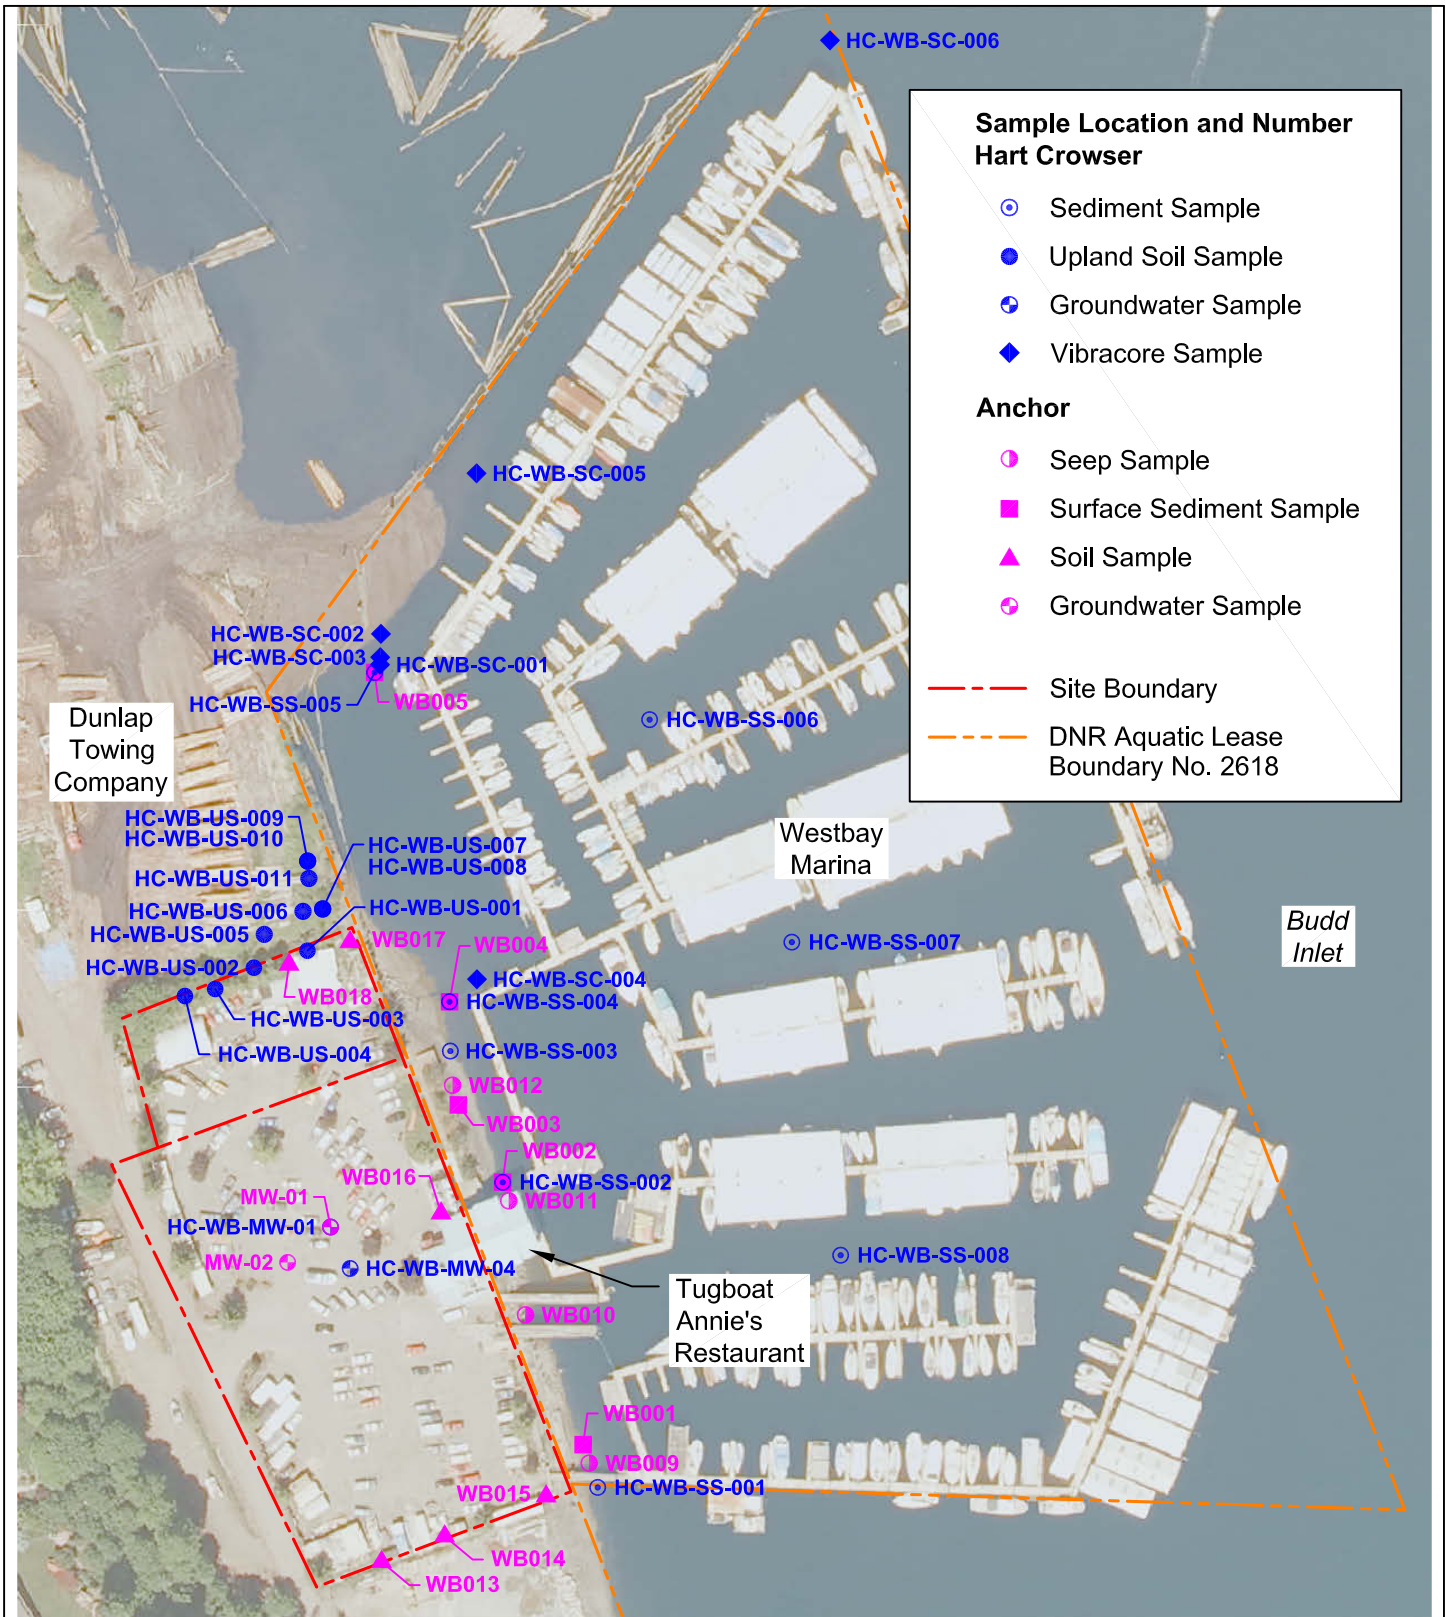 HC-WB-SC-006
Sample Location and Number
Hart Crowser
Sediment Sample
Upland Soil Sample
Groundwater Sample
Vibracore Sample
Anchor
Seep Sample
Surface Sediment Sample
Soil Sample
Groundwater Sample
Site Boundary
DNR Aquatic Lease
Boundary No. 2618
HC-WB-SC-005
HC-WB-SC-002
HC-WB-SC-003
HC-WB-SC-001
HC-WB-SS-005
WB005
HC-WB-SS-006
Dunlap
Towing
Company
HC-WB-US-009
HC-WB-US-010
HC-WB-US-007
HC-WB-US-008
HC-WB-US-011
HC-WB-US-006
HC-WB-US-001
HC-WB-US-005
WB017
HC-WB-US-002
WB018
HC-WB-US-003
HC-WB-US-004
Westbay
Marina
WB004
HC-WB-SC-004
HC-WB-SS-004
HC-WB-SS-007
Budd
Inlet
HC-WB-SS-003
WB012
WB003
WB002
HC-WB-SS-002
WB011
WB016
MW-01
HC-WB-MW-01
MW-02
HC-WB-MW-04
HC-WB-SS-008
Tugboat
Annie's
Restaurant
WB010
WB001
WB009
HC-WB-SS-001
WB015
WB014
WB013